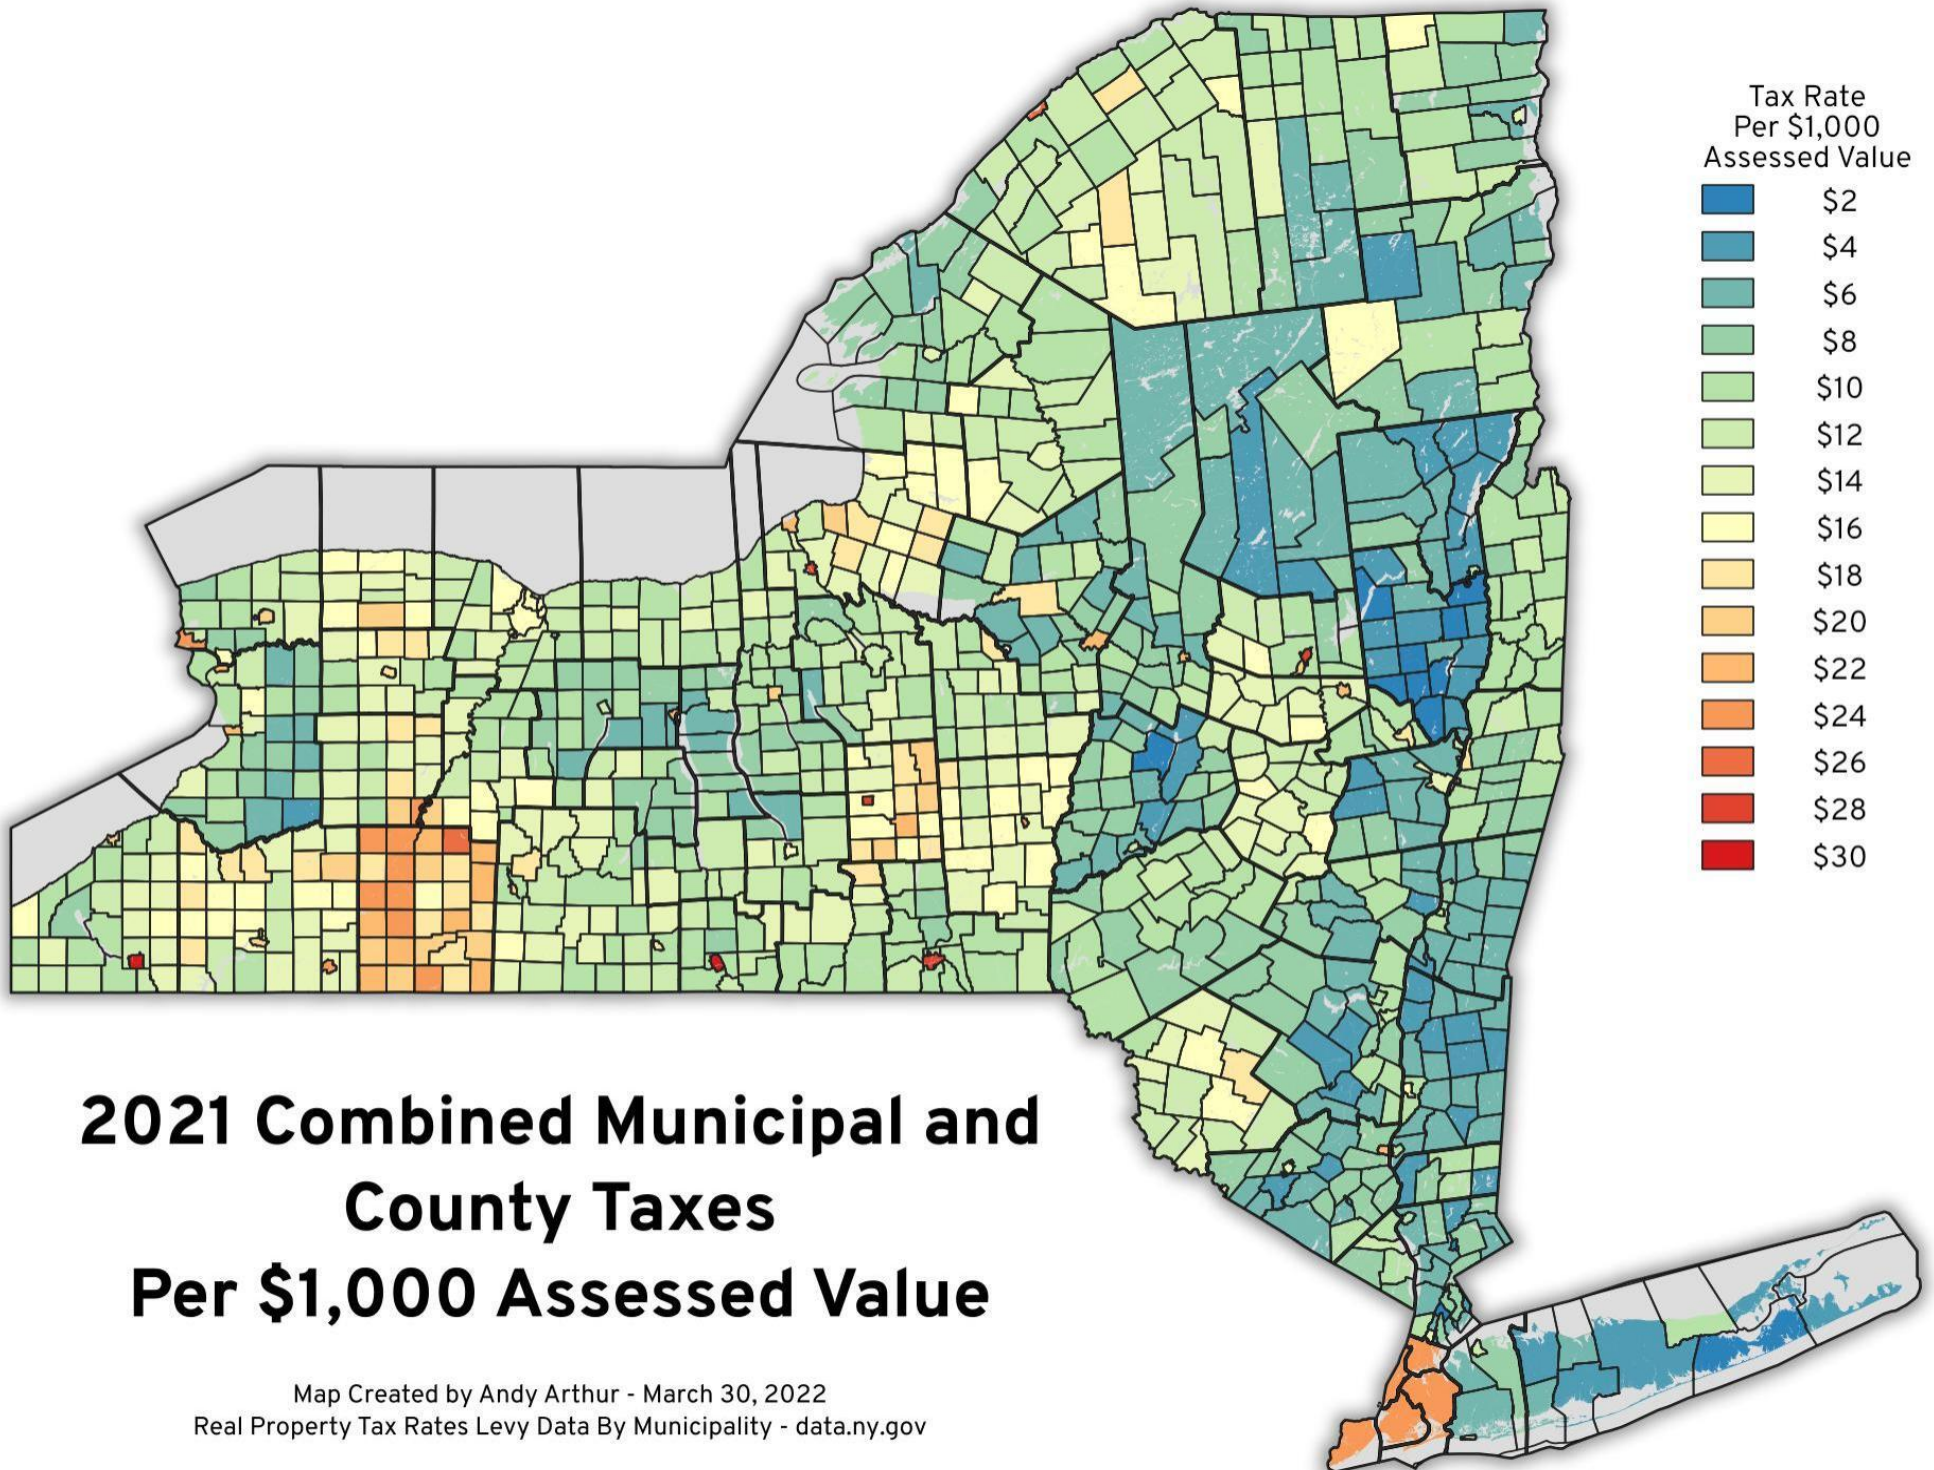 Tax Rate
Per $1,000
Assessed Value
$2
$4
$6
$8
$10
$12
$14
$16
$18
$20
$22
$24
$26
$28
$30
2021 Combined Municipal and
County Taxes
Per $1,000 Assessed Value
Map Created by Andy Arthur - March 30, 2022
Real Property Tax Rates Levy Data By Municipality - data.ny.gov